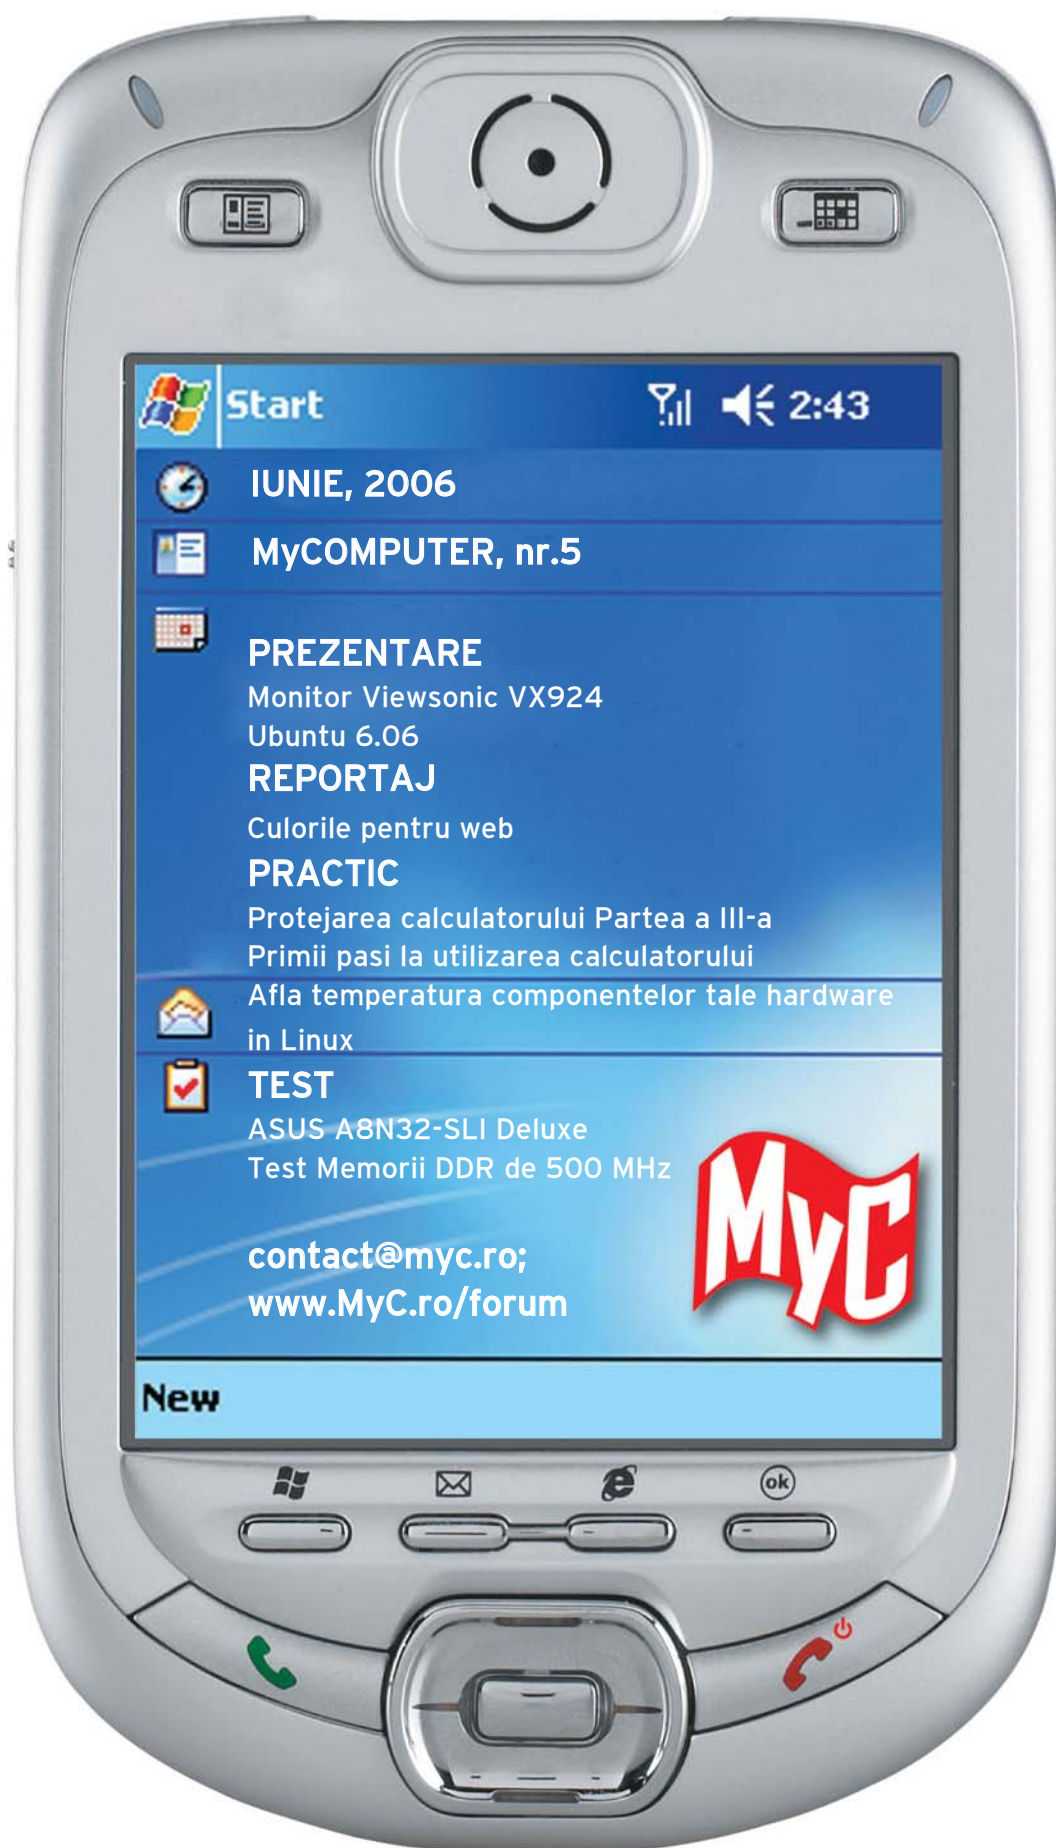 Start 2:43
IUNIE, 2006
MyCOMPUTER, nr.5
PREZENTARE
Monitor Viewsonic VX924
Ubuntu 6.06
REPORTAJ
Culorile pentru web
PRACTIC
Protejarea calculatorului Partea a III-a
Primii pasi la utilizarea calculatorului
Afla temperatura componentelor tale hardware
in Linux
TEST
ASUS A8N32-SLI Deluxe
Test Memorii DDR de 500 MHz
MyC
contact@myc.ro;
www.MyC.ro/forum
New
ok